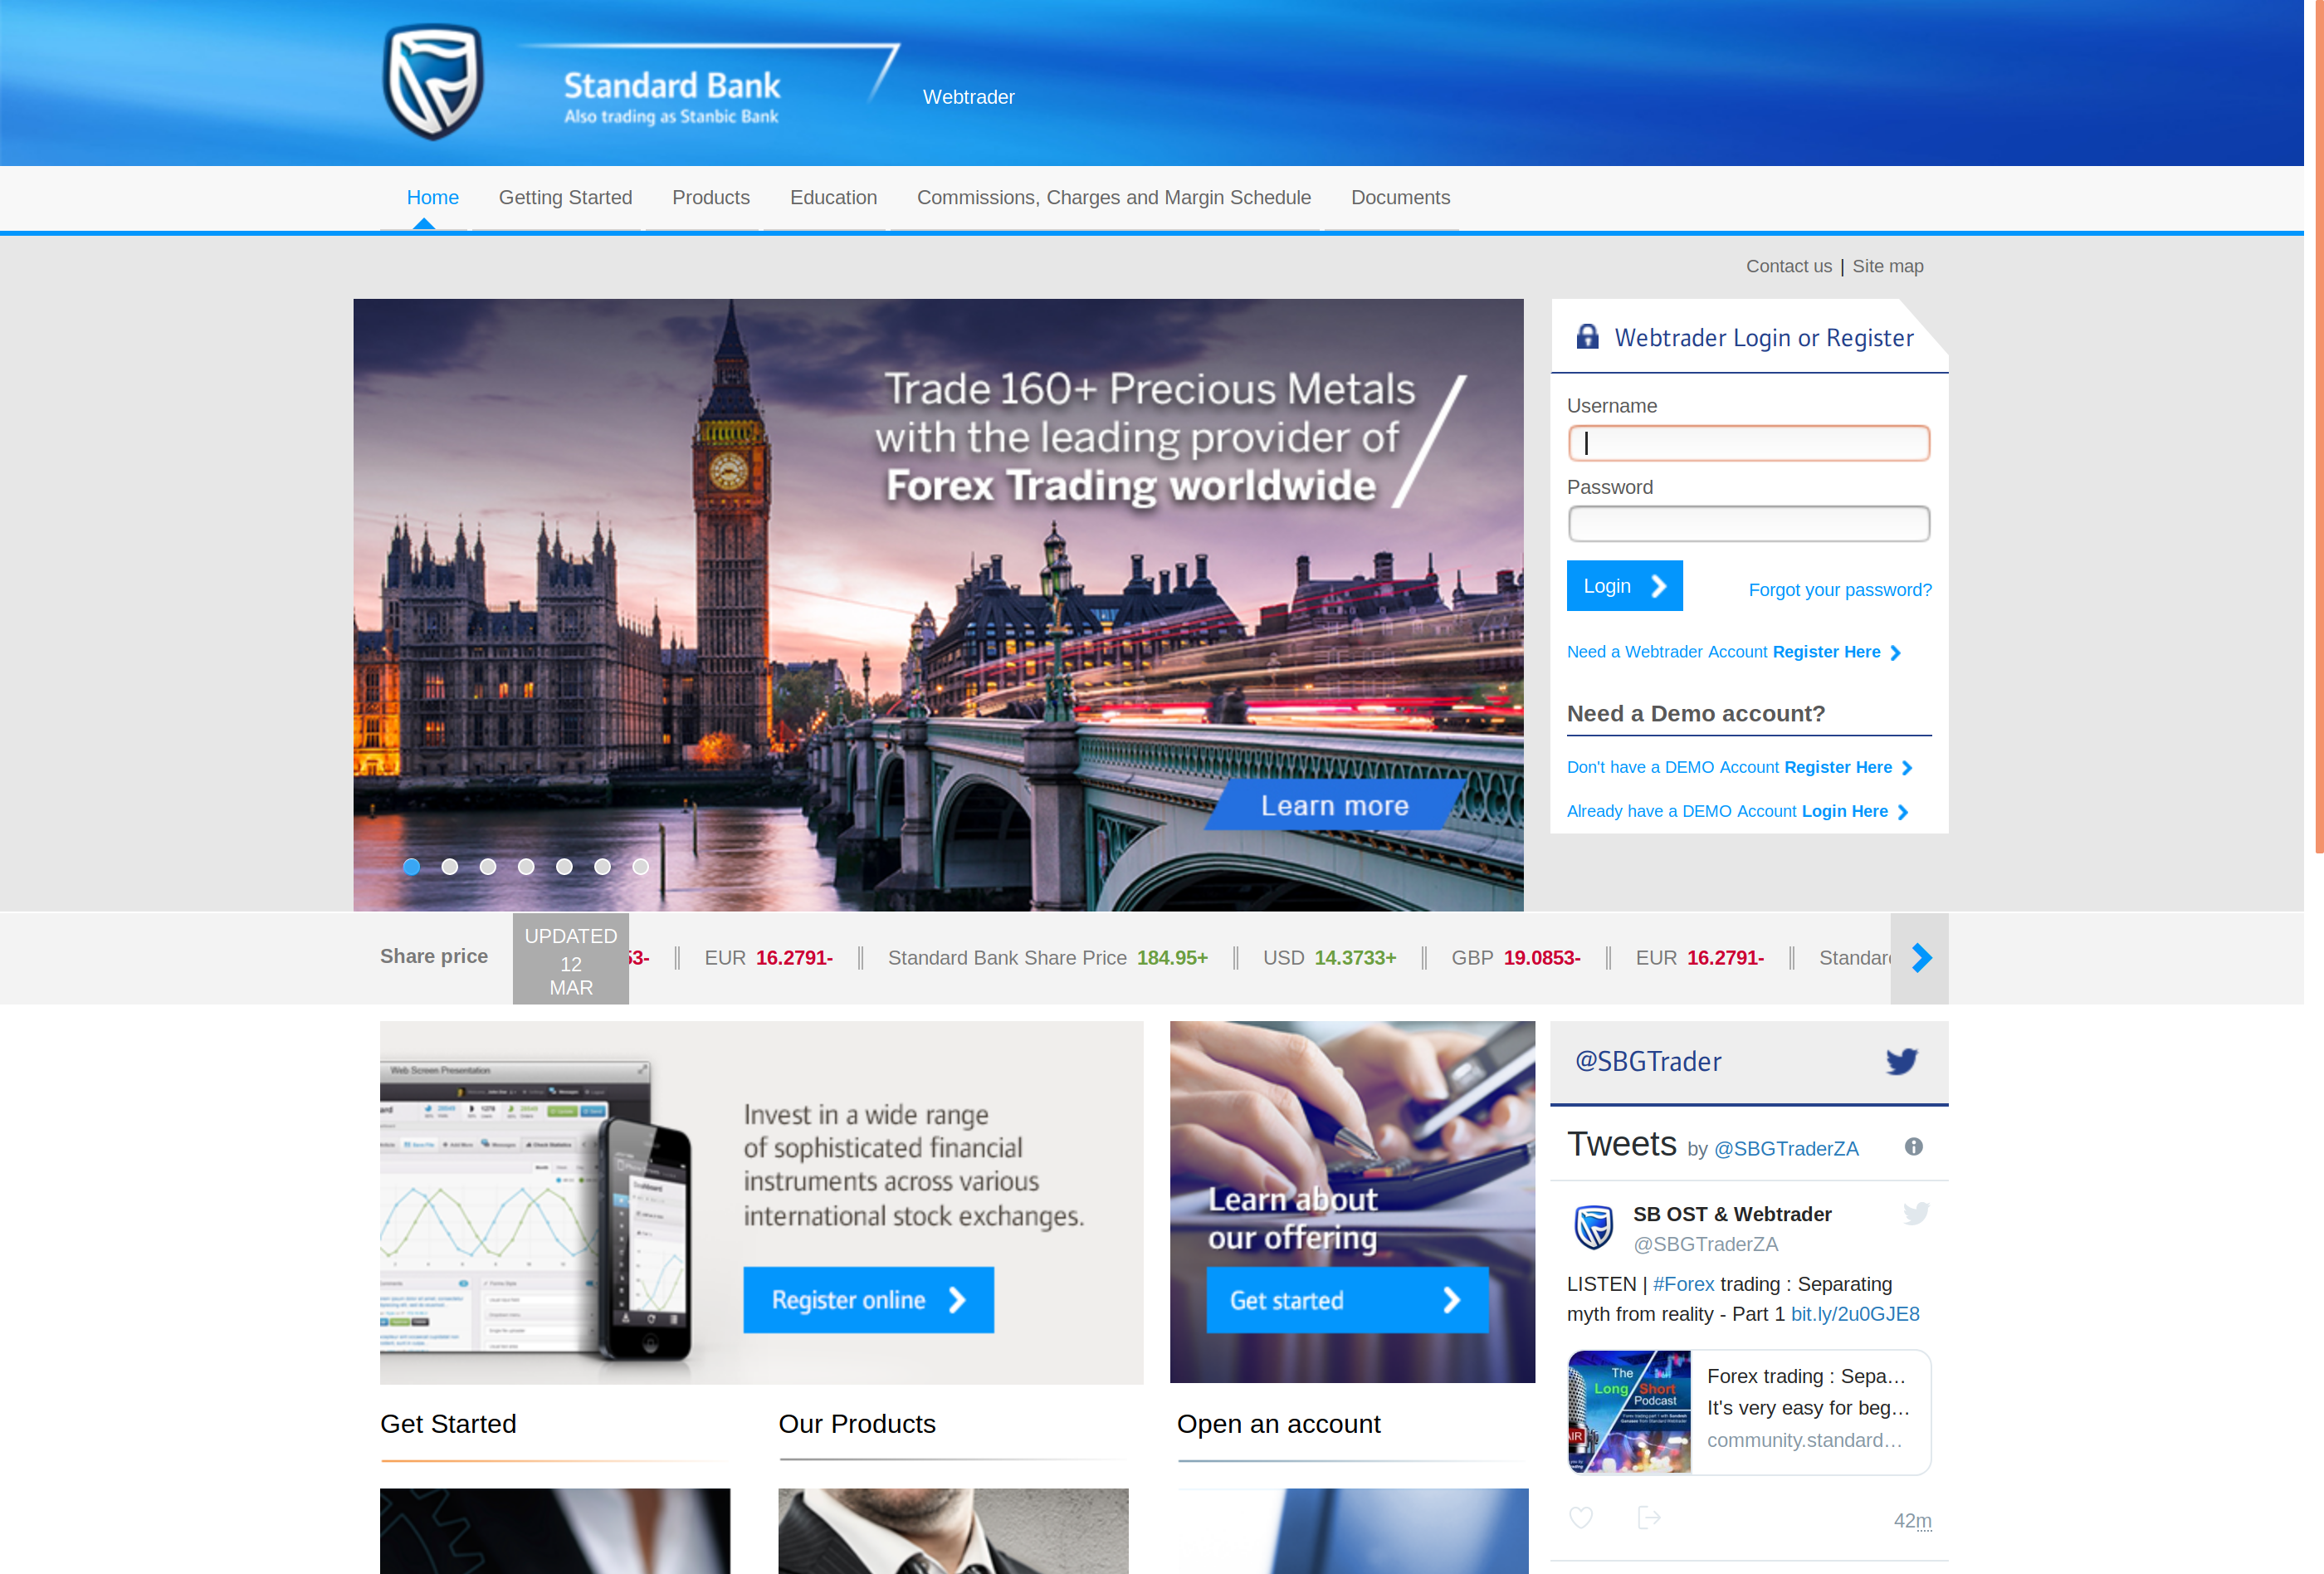 Standard Bank
Also trading as Stanbic Bank
Webtrader
Home
Getting Started
Products
Education
Commissions, Charges and Margin Schedule
Documents
Contact us | Site map
Trade 160+ Precious Metals
with the leading provider of
Forex Trading worldwide
Learn more
Webtrader Login or Register
Username
Password
Login
Forgot your password?
Need a Webtrader Account Register Here
Need a Demo account?
Don't have a DEMO Account Register Here
Already have a DEMO Account Login Here
Share price
UPDATED
12
MAR
53- || EUR 16.2791- || Standard Bank Share Price 184.95+ || USD 14.3733+ || GBP 19.0853- || EUR 16.2791- ||
Web Screen Presentation
Invest in a wide range
of sophisticated financial
instruments across various
international stock exchanges.
Register online
Learn about
our offering
Get started
@SBGTrader
Tweets by @SBGTraderZA
SB OST & Webtrader
@SBGTraderZA
LISTEN | #Forex trading : Separating
myth from reality - Part 1 bit.ly/2u0GJE8
The
Long Short
Podcast
Forex trading : Sepa...
It's very easy for beg...
community.standard...
42m
Get Started
Our Products
Open an account